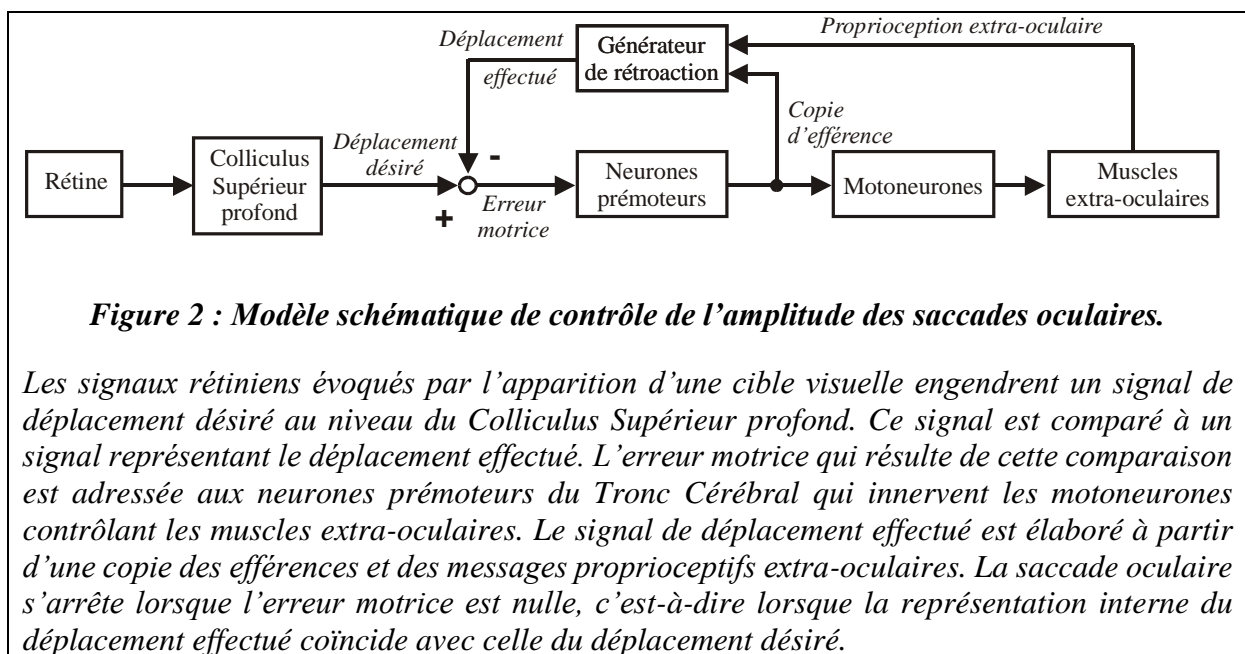 Déplacement
effectué
Générateur
de rétroaction
Proprioception extra-oculaire
Copie
d'efférence
Rétine
Colliculus
Supérieur
profond
Déplacement
désiré
-
+
Erreur
motrice
Neurones
prémoteurs
Motoneurones
Muscles
extra-oculaires
Figure 2 : Modèle schématique de contrôle de l'amplitude des saccades oculaires.
Les signaux rétiniens évoqués par l'apparition d'une cible visuelle engendrent un signal de
déplacement désiré au niveau du Colliculus Supérieur profond. Ce signal est comparé à un
signal représentant le déplacement effectué. L'erreur motrice qui résulte de cette comparaison
est adressée aux neurones prémoteurs du Tronc Cérébral qui innervent les motoneurones
contrôlant les muscles extra-oculaires. Le signal de déplacement effectué est élaboré à partir
d'une copie des efférences et des messages proprioceptifs extra-oculaires. La saccade oculaire
s'arrête lorsque l'erreur motrice est nulle, c'est-à-dire lorsque la représentation interne du
déplacement effectué coïncide avec celle du déplacement désiré.